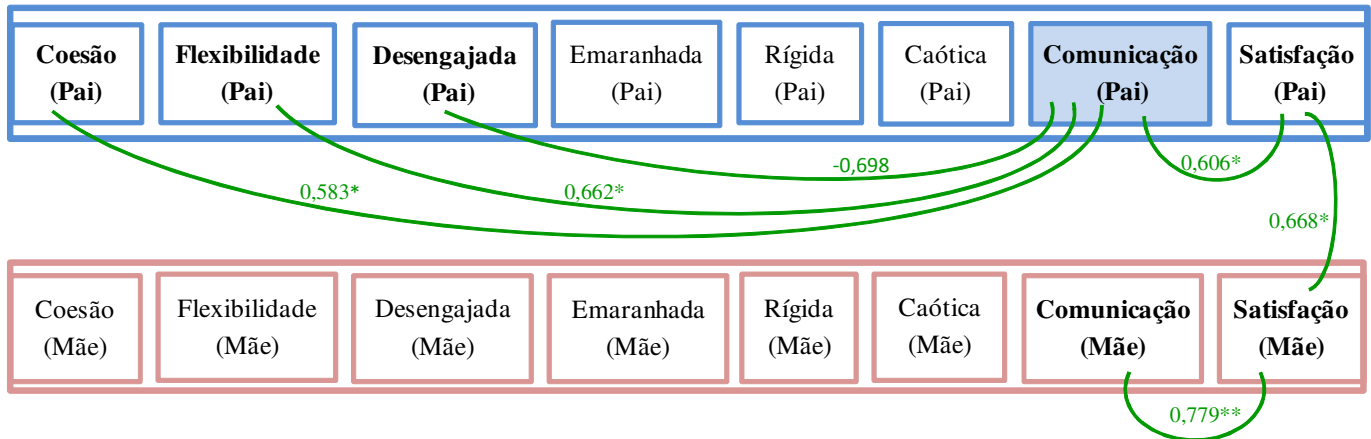 Coesão
(Pai)
Flexibilidade
(Pai)
Desengajada
(Pai)
Emaranhada
(Pai)
Rígida
(Pai)
Caótica
(Pai)
Comunicação
(Pai)
Satisfação
(Pai)
-0,698
0,606*
0,583*
0,662*
0,668*
Coesão
(Mãe)
Flexibilidade
(Mãe)
Desengajada
(Mãe)
Emaranhada
(Mãe)
Rígida
(Mãe)
Caótica
(Mãe)
Comunicação
(Mãe)
Satisfação
(Mãe)
0,779**